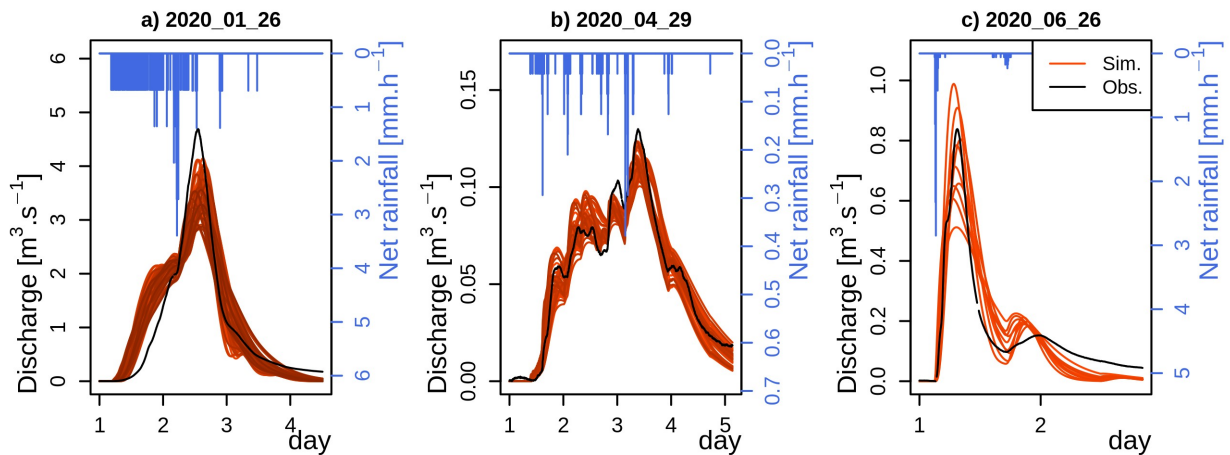 a) 2020_01_26
Discharge [m³.s⁻¹]
0 1 2 3 4 5 6
1 2 3 4
day
0 1 2 3 4 5 6
Net rainfall [mm.h⁻¹]
b) 2020_04_29
Discharge [m³.s⁻¹]
0.00 0.05 0.10 0.15
1 2 3 4 5
day
0.0 0.1 0.2 0.3 0.4 0.5 0.6 0.7
Net rainfall [mm.h⁻¹]
c) 2020_06_26
Discharge [m³.s⁻¹]
0.0 0.2 0.4 0.6 0.8 1.0
1 2
day
0 1 2 3 4 5
Net rainfall [mm.h⁻¹]
Sim.
Obs.